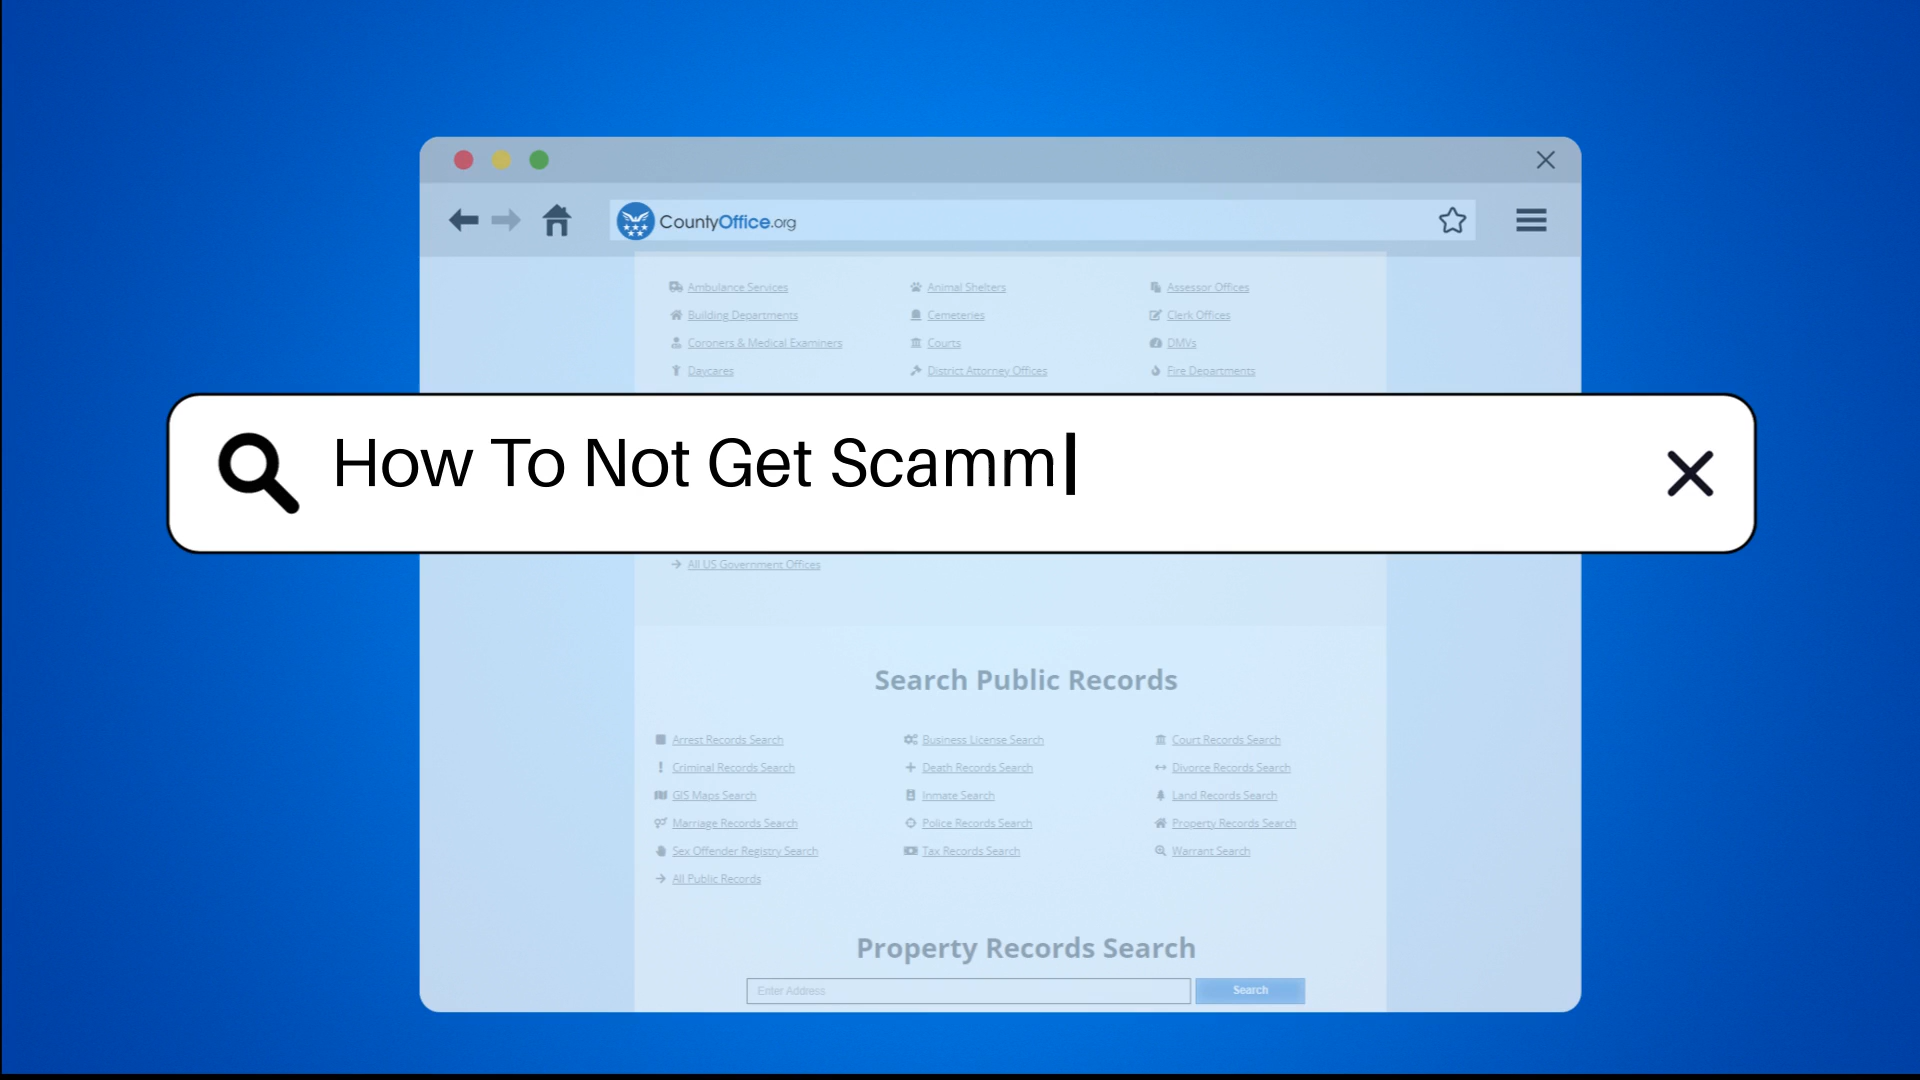 CountyOffice.org
Ambulance Services Animal Shelters Assessor Offices
Building Departments Cemeteries Clerk Offices
Coroners & Medical Examiners Courts DMVs
Daycares District Attorney Offices Fire Departments
How To Not Get Scamm
All US Government Offices
Search Public Records
Arrest Records Search Business License Search Court Records Search
Criminal Records Search Death Records Search Divorce Records Search
GIS Maps Search Inmate Search Land Records Search
Marriage Records Search Police Records Search Property Records Search
Sex Offender Registry Search Tax Records Search Warrant Search
All Public Records
Property Records Search
Enter Address Search